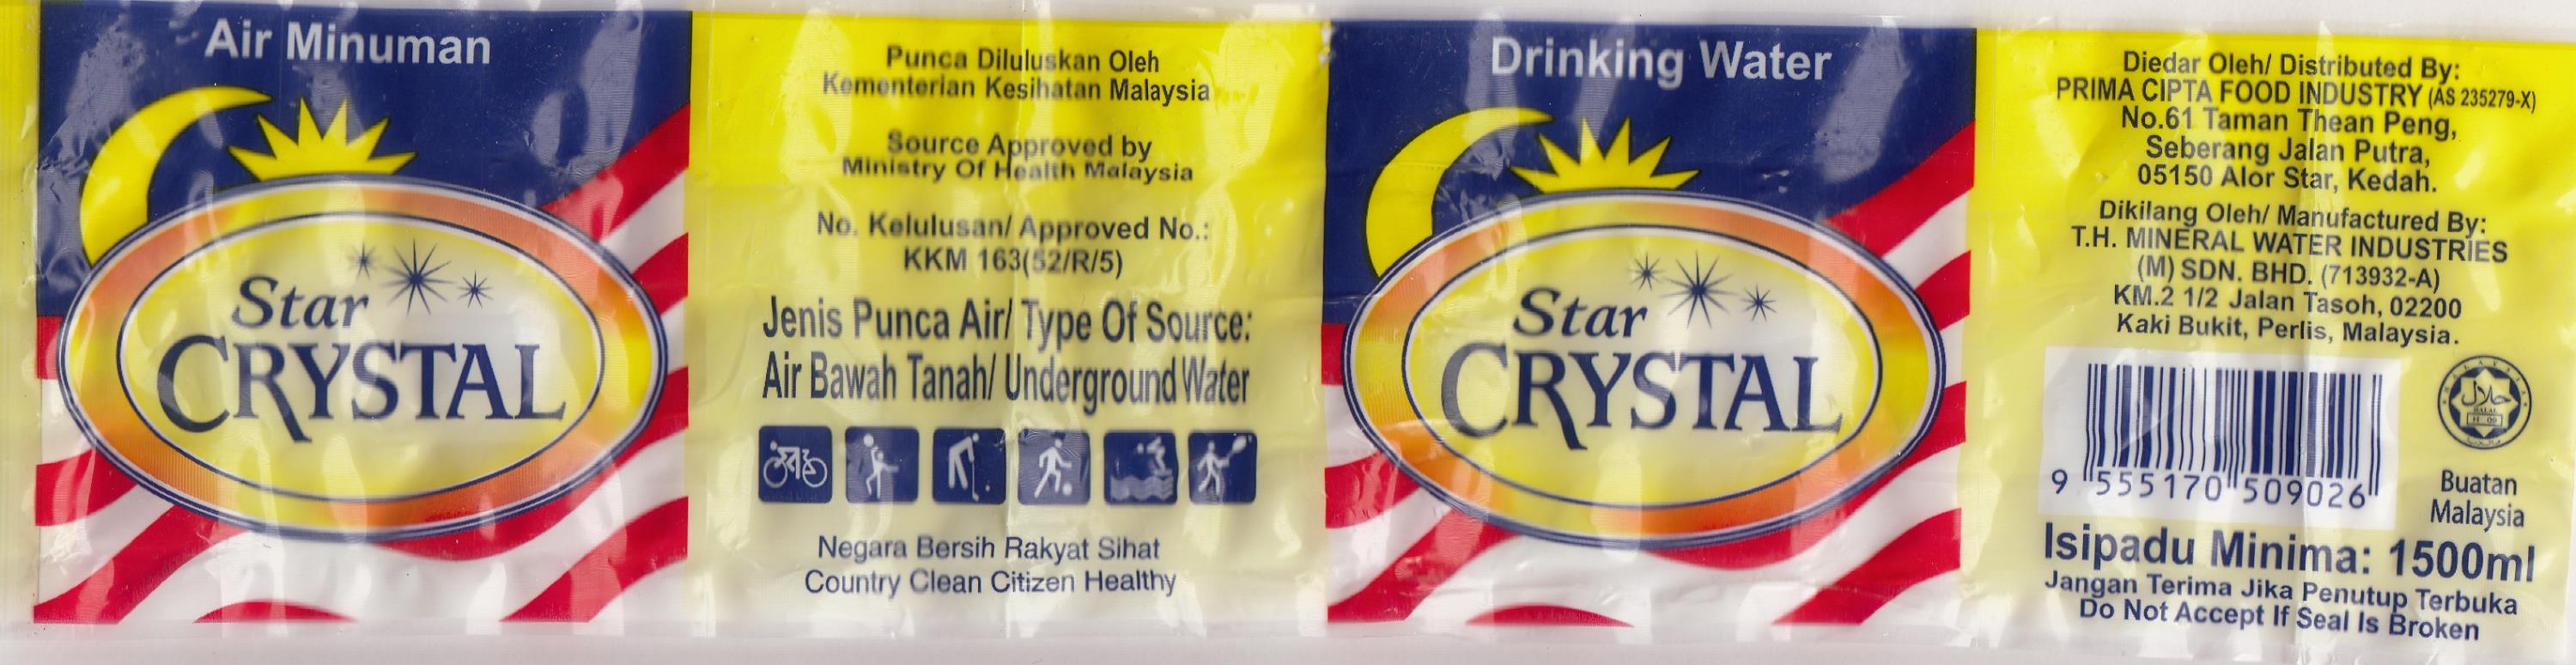 Air Minuman
Star
CRYSTAL
Punca Diluluskan Oleh
Kementerian Kesihatan Malaysia
Source Approved by
Ministry Of Health Malaysia
No. Kelulusan/ Approved No.:
KKM 163(52/R/5)
Jenis Punca Air/ Type Of Source:
Air Bawah Tanah/ Underground Water
Negara Bersih Rakyat Sihat
Country Clean Citizen Healthy
Drinking Water
Star
CRYSTAL
Diedar Oleh/ Distributed By:
PRIMA CIPTA FOOD INDUSTRY (AS 235279-X)
No.61 Taman Thean Peng,
Seberang Jalan Putra,
05150 Alor Star, Kedah.
Dikilang Oleh/ Manufactured By:
T.H. MINERAL WATER INDUSTRIES
(M) SDN. BHD. (713932-A)
KM.2 1/2 Jalan Tasoh, 02200
Kaki Bukit, Perlis, Malaysia.
9 555170 509026
حلال
HALAL
Buatan
Malaysia
Isipadu Minima: 1500ml
Jangan Terima Jika Penutup Terbuka
Do Not Accept If Seal Is Broken